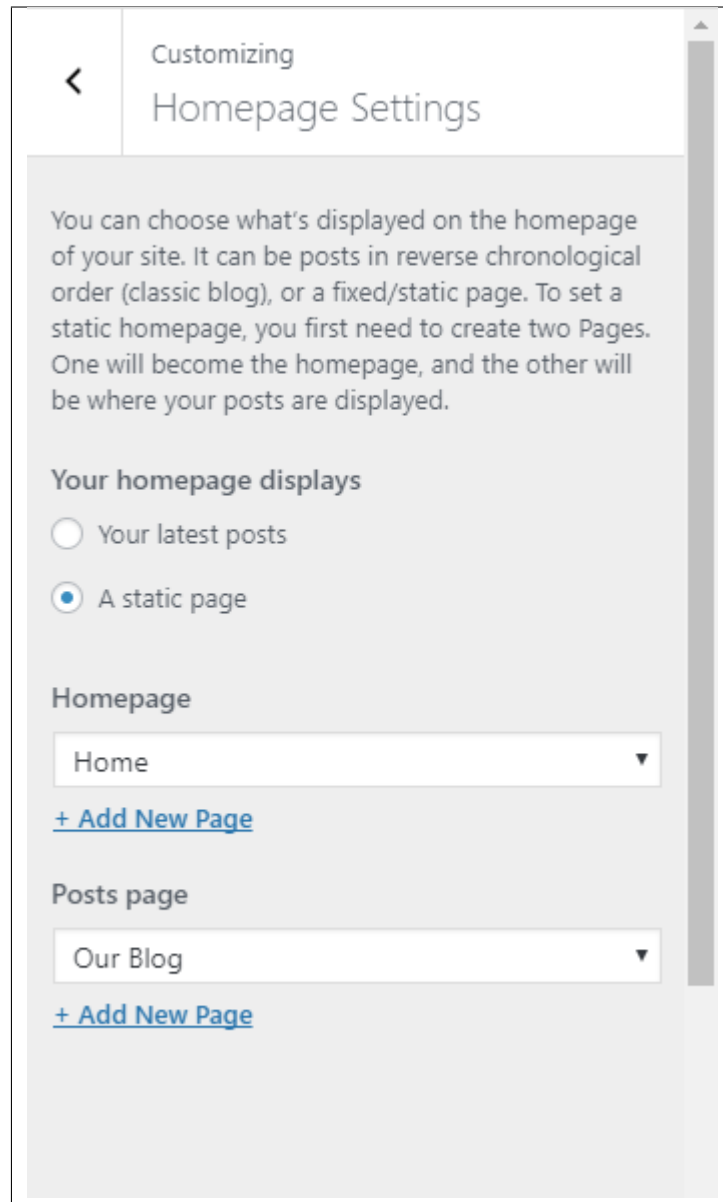 Customizing
Homepage Settings
You can choose what's displayed on the homepage
of your site. It can be posts in reverse chronological
order (classic blog), or a fixed/static page. To set a
static homepage, you first need to create two Pages.
One will become the homepage, and the other will
be where your posts are displayed.
Your homepage displays
Your latest posts
A static page
Homepage
Home
+ Add New Page
Posts page
Our Blog
+ Add New Page